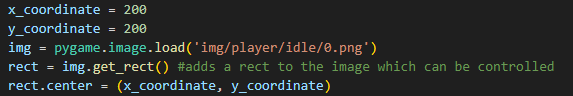 x_coordinate = 200
y_coordinate = 200
img = pygame.image.load('img/player/idle/0.png')
rect = img.get_rect() #adds a rect to the image which can be controlled
rect.center = (x_coordinate, y_coordinate)